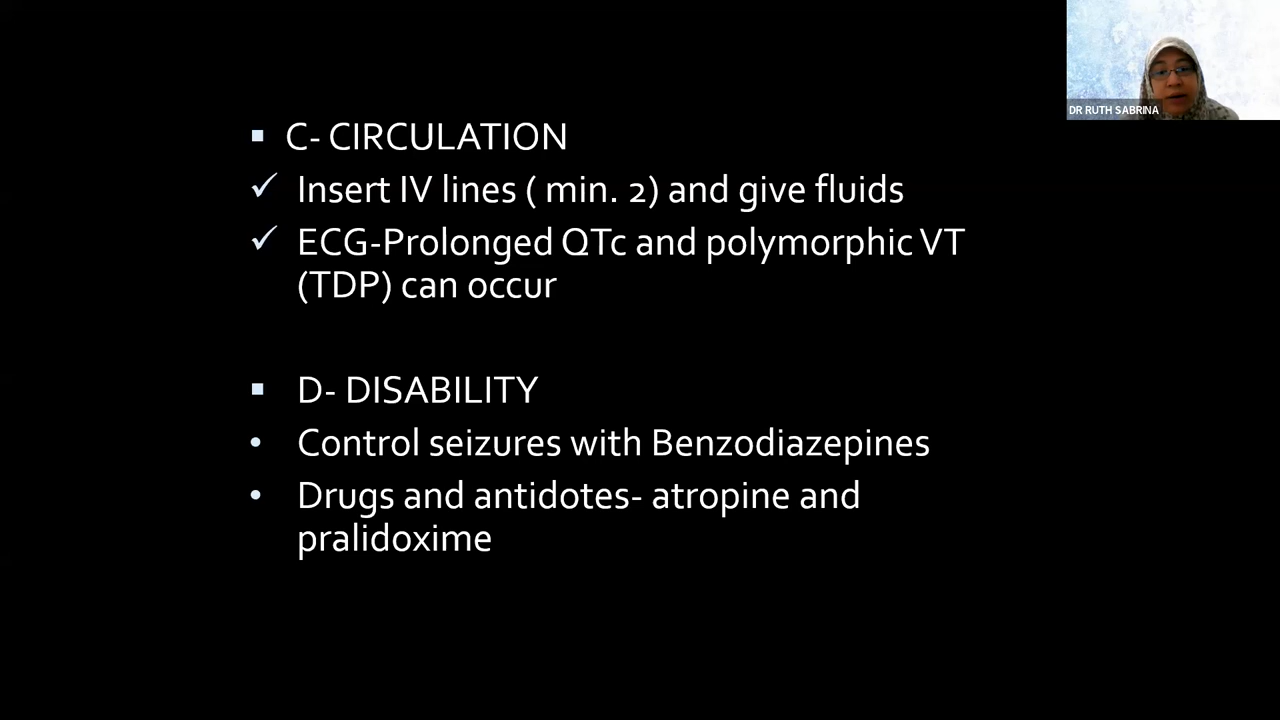 DR RUTH SABRINA
C- CIRCULATION
Insert IV lines ( min. 2) and give fluids
ECG-Prolonged QTc and polymorphic VT
(TDP) can occur
D- DISABILITY
Control seizures with Benzodiazepines
Drugs and antidotes- atropine and
pralidoxime